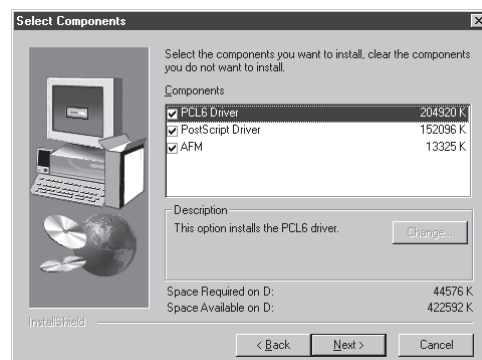 Select Components
Select the components you want to install, clear the components
you do not want to install.
Components
PCL6 Driver 204920 K
PostScript Driver 152096 K
AFM 13325 K
Description
This option installs the PCL6 driver.
Change...
Space Required on D: 44576 K
Space Available on D: 422592 K
InstallShield
< Back Next > Cancel